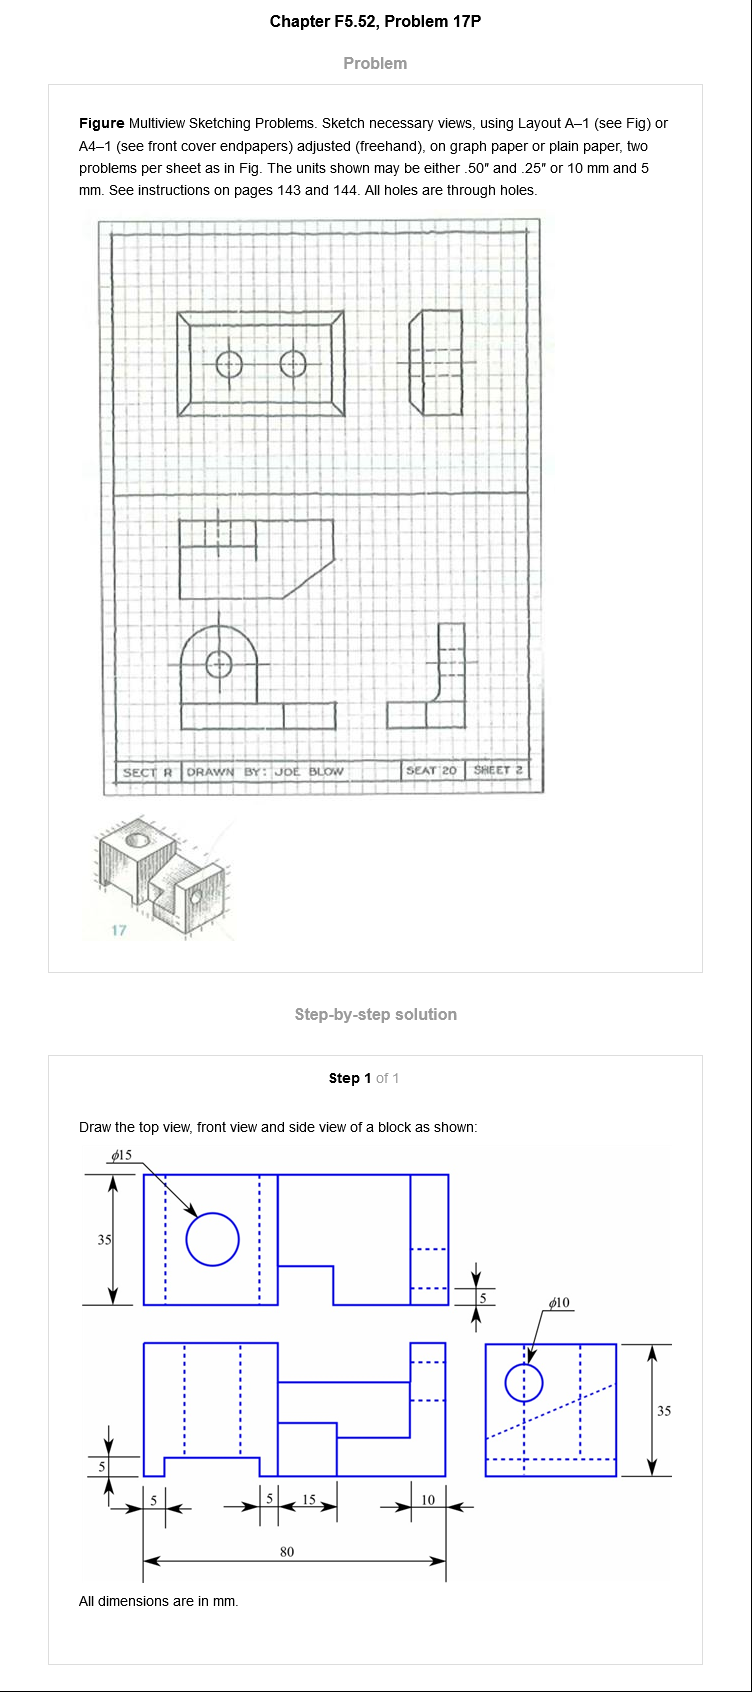 Chapter F5.52, Problem 17P
Problem
Figure Multiview Sketching Problems. Sketch necessary views, using Layout A–1 (see Fig) or
A4–1 (see front cover endpapers) adjusted (freehand), on graph paper or plain paper, two
problems per sheet as in Fig. The units shown may be either .50″ and .25″ or 10 mm and 5
mm. See instructions on pages 143 and 144. All holes are through holes.
SECT R DRAWN BY: JOE BLOW SEAT 20 SHEET 2
17
Step-by-step solution
Step 1 of 1
Draw the top view, front view and side view of a block as shown:
ϕ15
35
5
ϕ10
35
5
5 5 15 10
80
All dimensions are in mm.